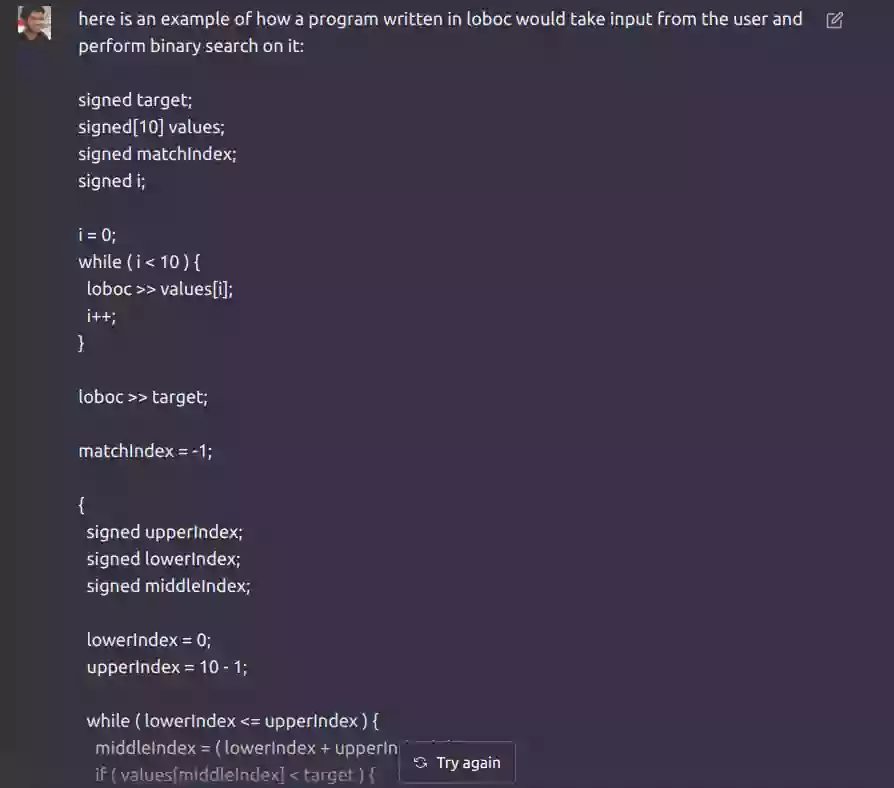 here is an example of how a program written in loboc would take input from the user and
perform binary search on it:
signed target;
signed[10] values;
signed matchIndex;
signed i;
i = 0;
while ( i < 10 ) {
loboc >> values[i];
i++;
}
loboc >> target;
matchIndex = -1;
{
signed upperIndex;
signed lowerIndex;
signed middleIndex;
lowerIndex = 0;
upperIndex = 10 - 1;
while ( lowerIndex <= upperIndex ) {
middleIndex = ( lowerIndex + upperIn
if ( values[middleIndex] < target ) {
Try again